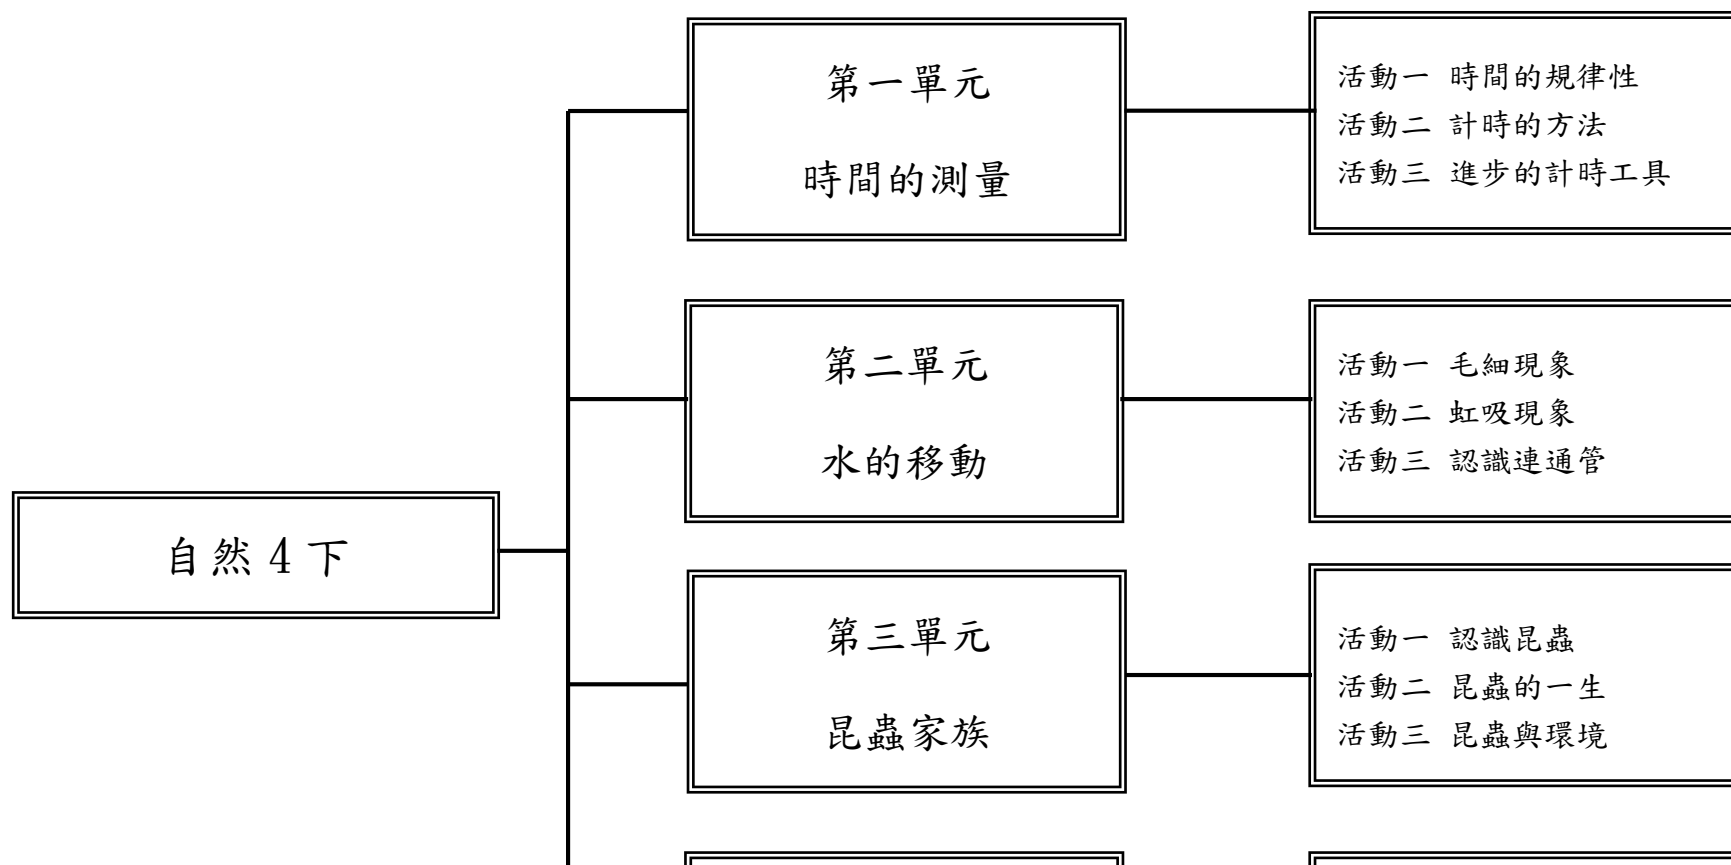 第一單元
時間的測量
活動一 時間的規律性
活動二 計時的方法
活動三 進步的計時工具
第二單元
水的移動
活動一 毛細現象
活動二 虹吸現象
活動三 認識連通管
自然4下
第三單元
昆蟲家族
活動一 認識昆蟲
活動二 昆蟲的一生
活動三 昆蟲與環境